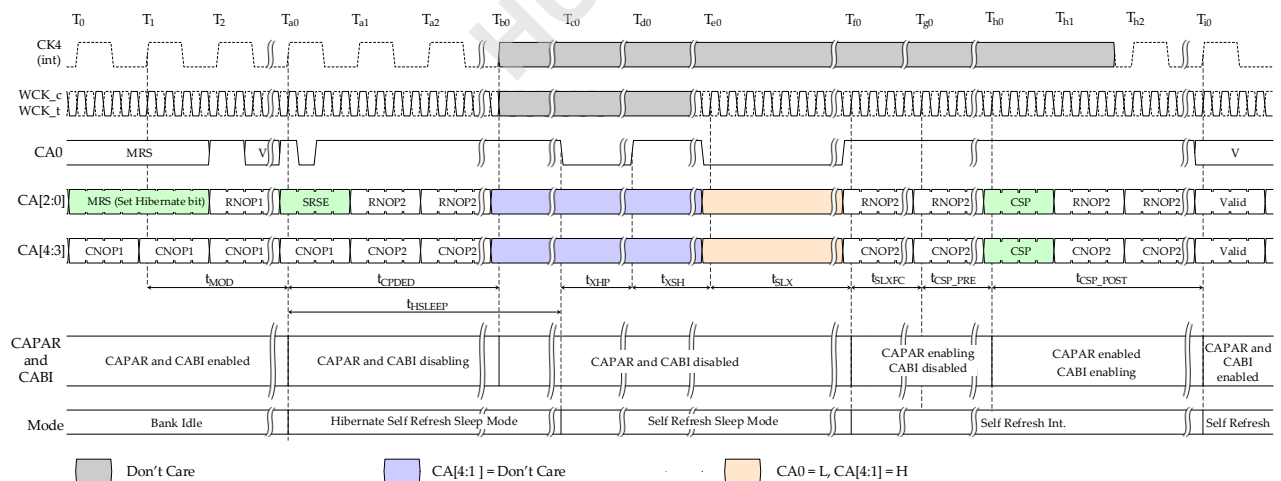 T0 T1 T2 Ta0 Ta1 Ta2 Tb0 Tc0 Td0 Te0 Tf0 Tg0 Th0 Th1 Th2 Ti0
CK4
(int)
WCK_c
WCK_t
CA0 MRS V V
CA[2:0] MRS (Set Hibernate bit) RNOP1 SRSE RNOP2 RNOP2 RNOP2 RNOP2 CSP RNOP2 RNOP2 Valid
CA[4:3] CNOP1 CNOP1 CNOP1 CNOP1 CNOP2 CNOP2 CNOP2 CNOP2 CSP CNOP2 CNOP2 Valid
tMOD tCPDED tXHP tXSH tSLX tSLXFC tCSP_PRE tCSP_POST
tHSLEEP
CAPAR
and
CABI
CAPAR and CABI enabled
CAPAR and CABI disabling
CAPAR and CABI disabled
CAPAR enabling
CABI disabled
CAPAR enabled
CABI enabling
CAPAR and
CABI
enabled
Mode Bank Idle Hibernate Self Refresh Sleep Mode Self Refresh Sleep Mode Self Refresh Int. Self Refresh
Don't Care CA[4:1] = Don't Care CA0 = L, CA[4:1] = H